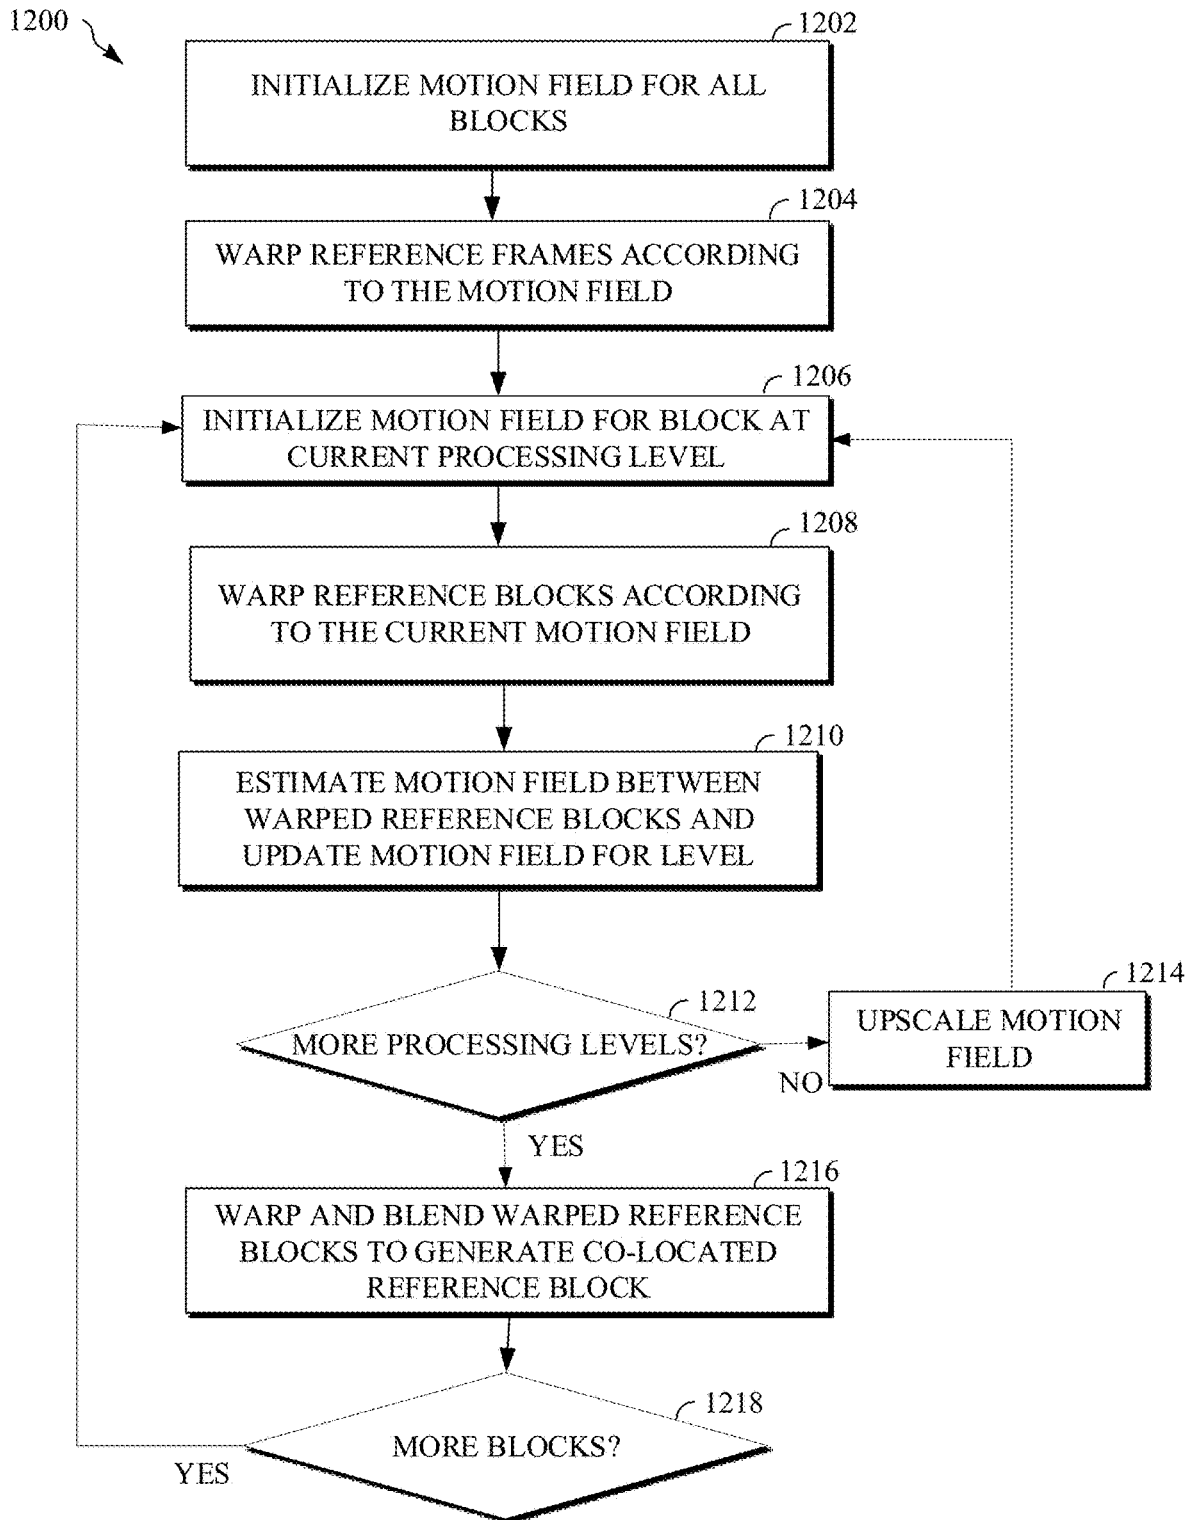 1200
1202
INITIALIZE MOTION FIELD FOR ALL
BLOCKS
1204
WARP REFERENCE FRAMES ACCORDING
TO THE MOTION FIELD
1206
INITIALIZE MOTION FIELD FOR BLOCK AT
CURRENT PROCESSING LEVEL
1208
WARP REFERENCE BLOCKS ACCORDING
TO THE CURRENT MOTION FIELD
1210
ESTIMATE MOTION FIELD BETWEEN
WARPED REFERENCE BLOCKS AND
UPDATE MOTION FIELD FOR LEVEL
1212
MORE PROCESSING LEVELS?
NO
1214
UPSCALE MOTION
FIELD
YES
1216
WARP AND BLEND WARPED REFERENCE
BLOCKS TO GENERATE CO-LOCATED
REFERENCE BLOCK
1218
MORE BLOCKS?
YES